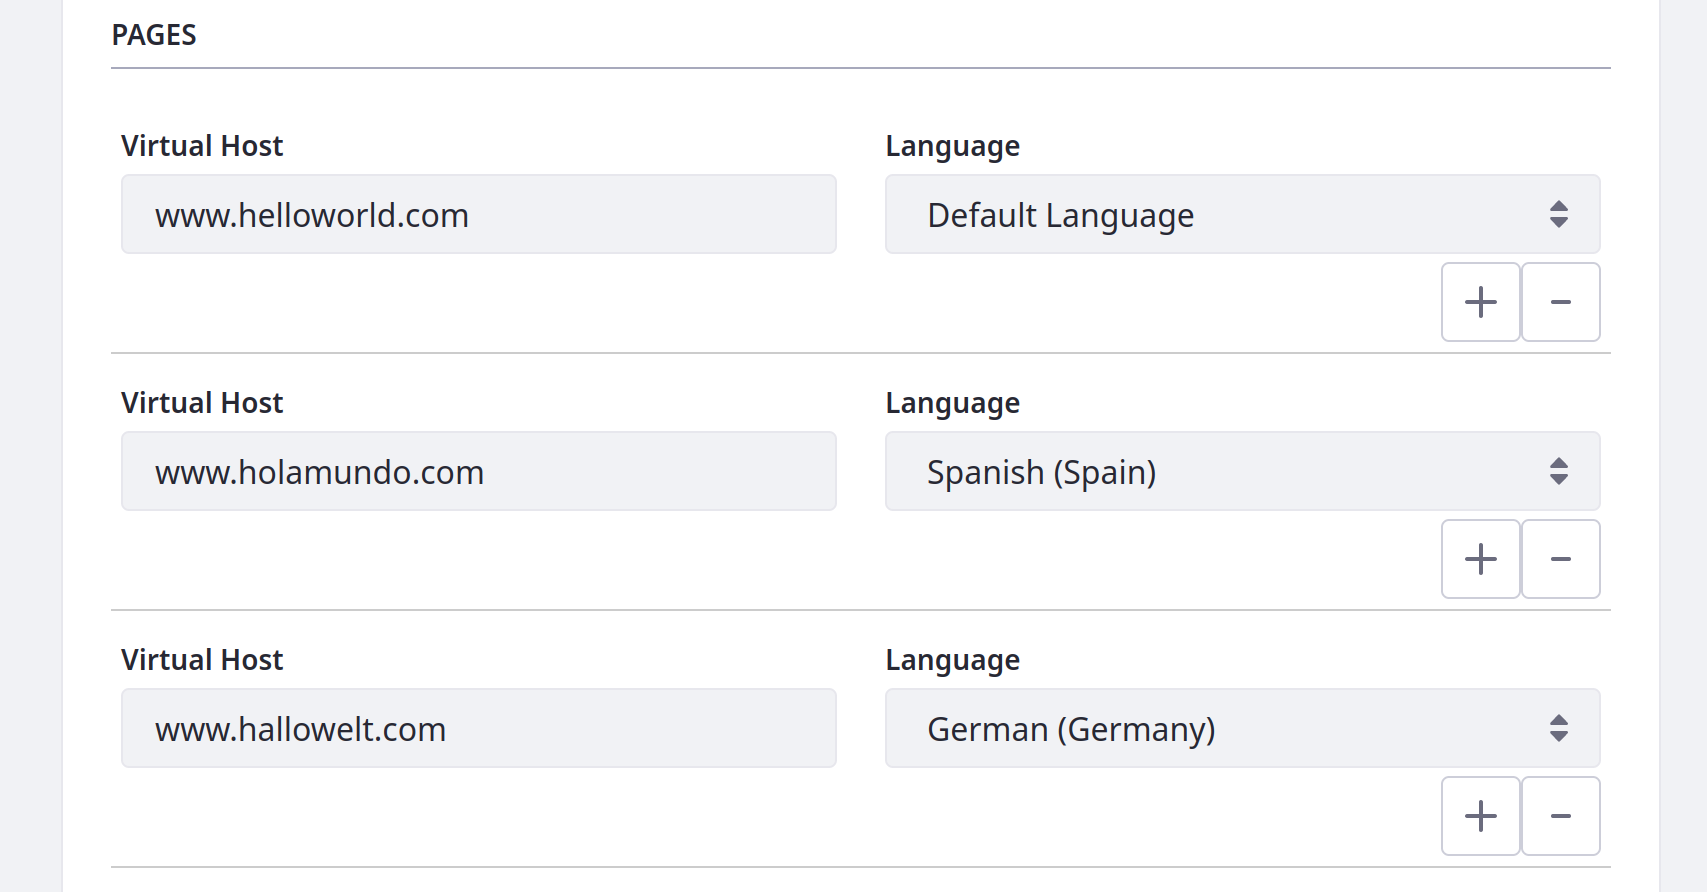 PAGES
Virtual Host Language
www.helloworld.com Default Language
Virtual Host Language
www.holamundo.com Spanish (Spain)
Virtual Host Language
www.hallowelt.com German (Germany)